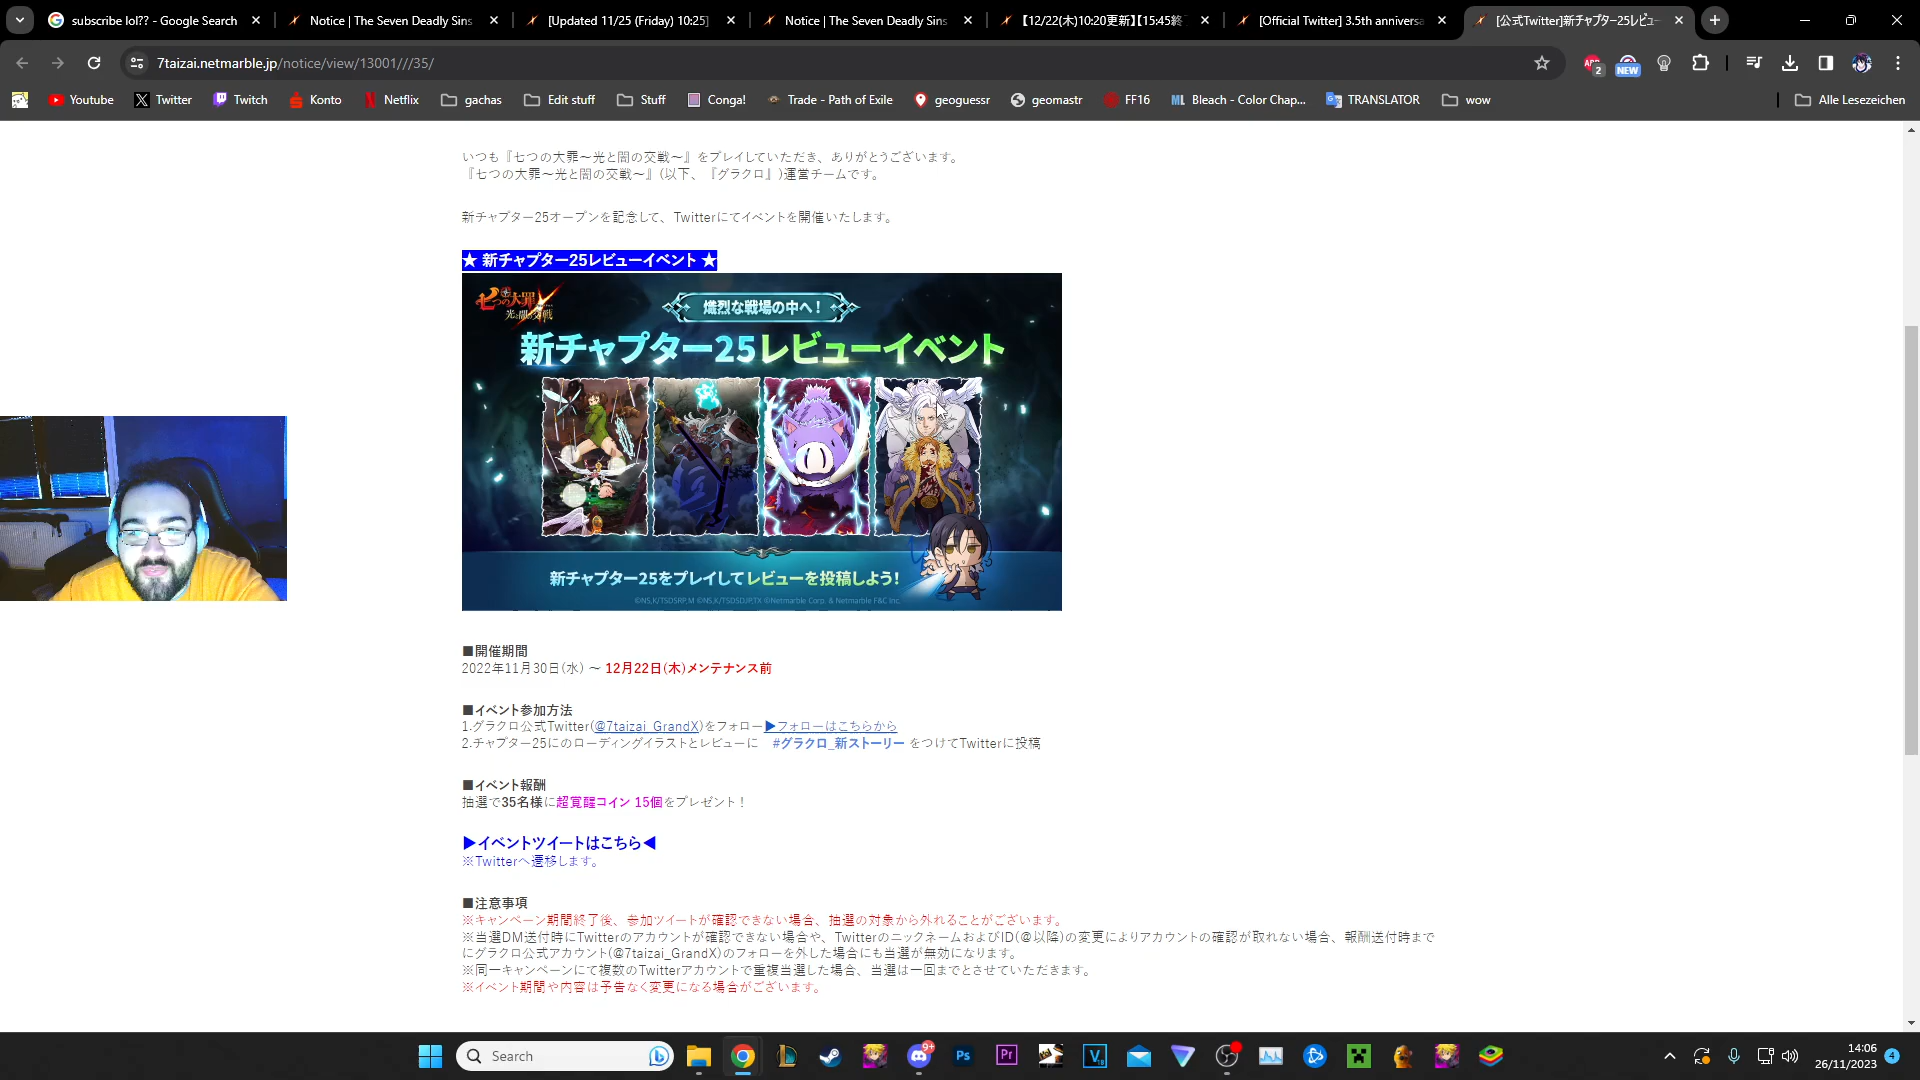 subscribe lol?? - Google Search
Notice | The Seven Deadly Sins
[Updated 11/25 (Friday) 10:25]
Notice | The Seven Deadly Sins
【12/22(木)10:20更新】【15:45終
[Official Twitter] 3.5th annivers
[公式Twitter]新チャプター25レビュー
7taizai.netmarble.jp/notice/view/13001///35/
2
NEW
Youtube
Twitter
Twitch
Konto
Netflix
gachas
Edit stuff
Stuff
Conga!
Trade - Path of Exile
geoguessr
geomastr
FF16
Bleach - Color Chap...
TRANSLATOR
wow
Alle Lesezeichen
いつも『七つの大罪～光と闇の交戦～』をプレイしていただき、ありがとうございます。
『七つの大罪～光と闇の交戦～』(以下、『グラクロ』)運営チームです。
新チャプター25オープンを記念して、Twitterにてイベントを開催いたします。
★ 新チャプター25レビューイベント ★
七つの大罪
光と闇の交戦
熾烈な戦場の中へ！
新チャプター25レビューイベント
新チャプター25をプレイしてレビューを投稿しよう！
©NS,K/TSDSRP,M ©NS,K/TSDSDJP,TX ©Netmarble Corp. & Netmarble F&C Inc.
■開催期間
2022年11月30日(水) ～ 12月22日(木)メンテナンス前
■イベント参加方法
1.グラクロ公式Twitter(@7taizai_GrandX)をフォロー▶フォローはこちらから
2.チャプター25にのローディングイラストとレビューに #グラクロ_新ストーリー をつけてTwitterに投稿
■イベント報酬
抽選で35名様に超覚醒コイン 15個をプレゼント！
▶イベントツイートはこちら◀
※Twitterへ遷移します。
■注意事項
※キャンペーン期間終了後、参加ツイートが確認できない場合、抽選の対象から外れることがございます。
※当選DM送付時にTwitterのアカウントが確認できない場合や、TwitterのニックネームおよびID(@以降)の変更によりアカウントの確認が取れない場合、報酬送付時まで
にグラクロ公式アカウント(@7taizai_GrandX)のフォローを外した場合にも当選が無効になります。
※同一キャンペーンにて複数のTwitterアカウントで重複当選した場合、当選は一回までとさせていただきます。
※イベント期間や内容は予告なく変更になる場合がございます。
Search
9+
Ps
Pr
14:06
26/11/2023
4